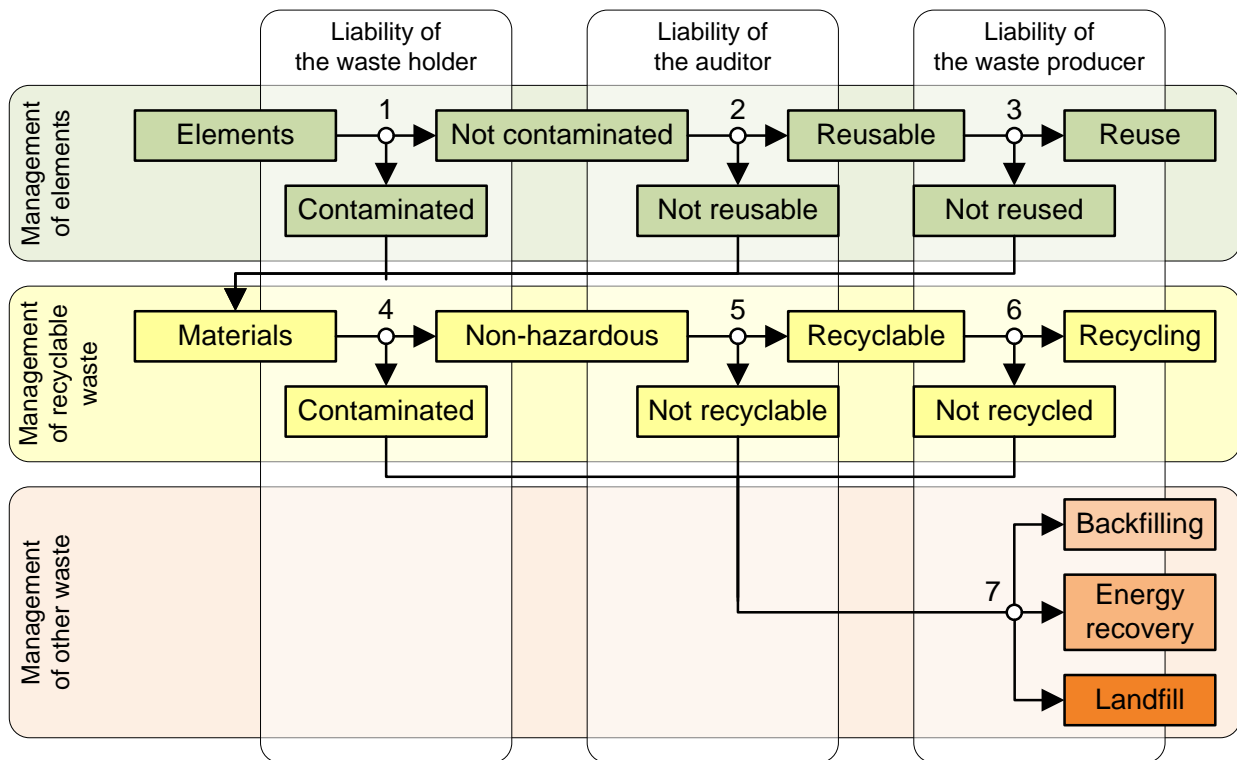 Liability of
the waste holder
Liability of
the auditor
Liability of
the waste producer
Management
of elements
1
2
3
Elements
Not contaminated
Reusable
Reuse
Contaminated
Not reusable
Not reused
Management
of recyclable
waste
4
5
6
Materials
Non-hazardous
Recyclable
Recycling
Contaminated
Not recyclable
Not recycled
Management
of other waste
Backfilling
7
Energy
recovery
Landfill